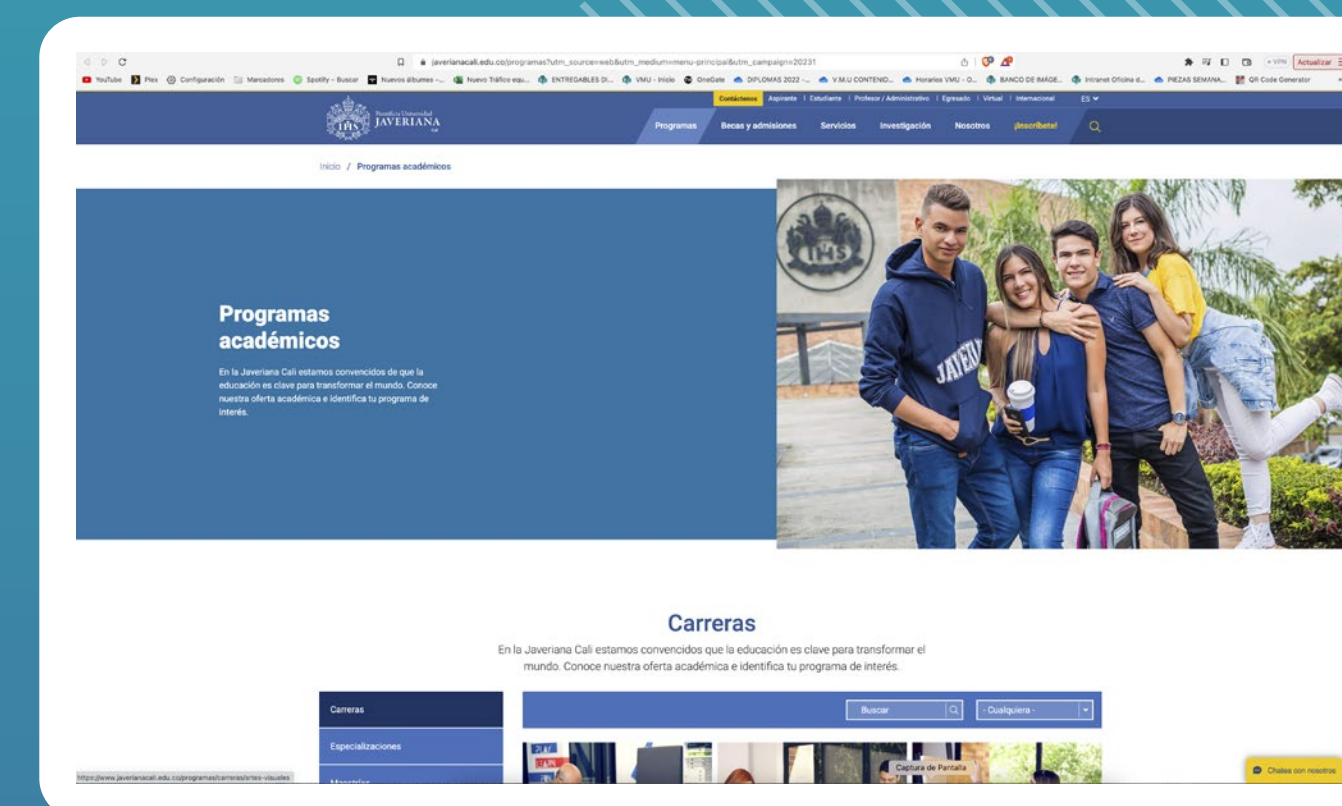 javerianacali.edu.co/programas?utm_source=web&utm_medium=menu-principal&utm_campaign=20231
VPN Actualizar
YouTube Plex Configuración Marcadores Spotify - Buscar Nuevos álbumes -... Nuevo Tráfico equ... ENTREGABLES DI... VMU - Inicio OneGate DIPLOMAS 2022 -... V.M.U CONTENID... Horarios VMU - O... BANCO DE IMÁGE... Intranet Oficina d... PIEZAS SEMANA... QR Code Generator
Contáctenos Aspirante | Estudiante | Profesor / Administrativo | Egresado | Virtual | Internacional ES
Pontificia Universidad
JAVERIANA
Cali
IHS
Programas Becas y admisiones Servicios Investigación Nosotros ¡Inscríbete!
Inicio / Programas académicos
IHS
Programas
académicos
En la Javeriana Cali estamos convencidos de que la
educación es clave para transformar el mundo. Conoce
nuestra oferta académica e identifica tu programa de
interés.
Carreras
En la Javeriana Cali estamos convencidos que la educación es clave para transformar el
mundo. Conoce nuestra oferta académica e identifica tu programa de interés.
Carreras
Buscar
- Cualquiera -
Especializaciones
Maestrías
Captura de Pantalla
Chatea con nosotros
https://www.javerianacali.edu.co/programas/carreras/artes-visuales